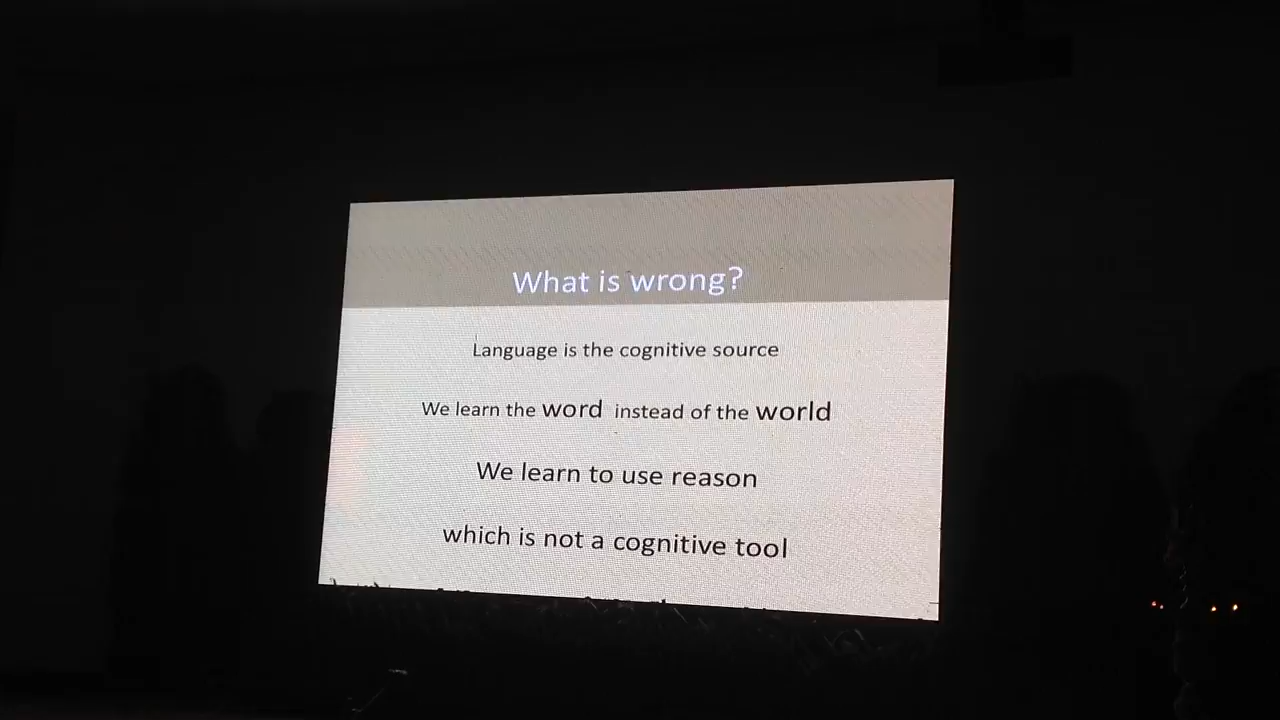 What is wrong?
Language is the cognitive source
We learn the word instead of the world
We learn to use reason
which is not a cognitive tool